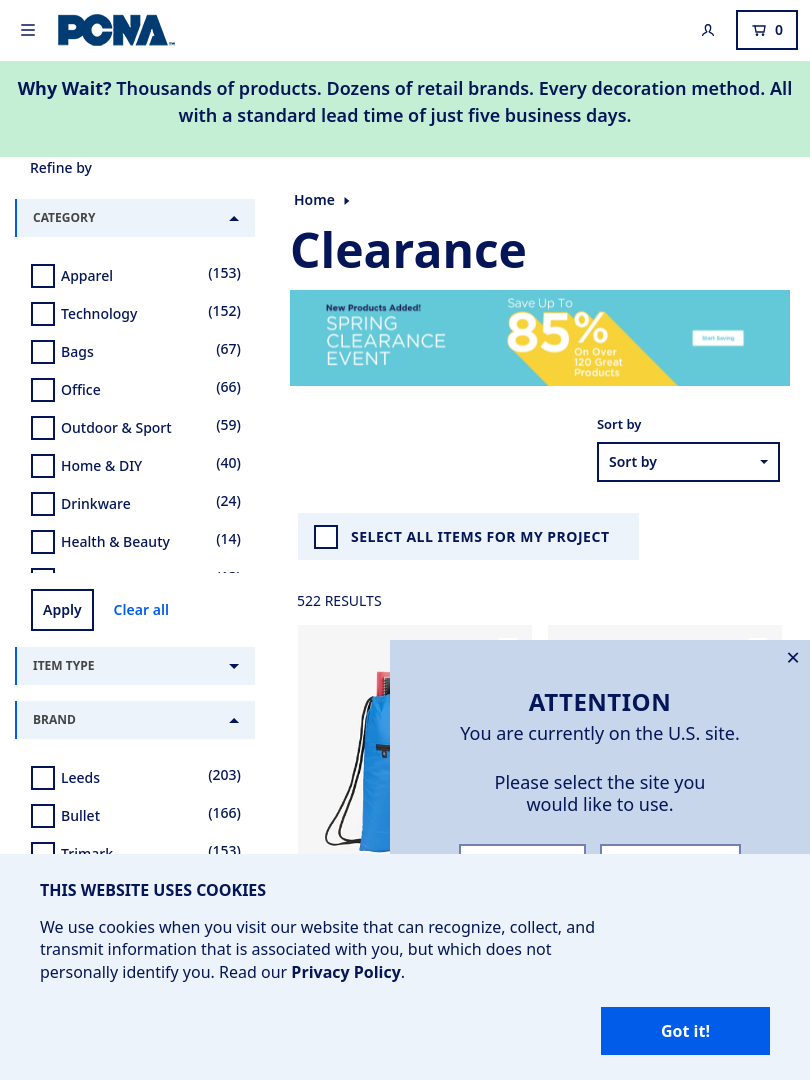 PCNA
0
Why Wait? Thousands of products. Dozens of retail brands. Every decoration method. All
with a standard lead time of just five business days.
Refine by
CATEGORY
Apparel (153)
Technology (152)
Bags (67)
Office (66)
Outdoor & Sport (59)
Home & DIY (40)
Drinkware (24)
Health & Beauty (14)
Apply Clear all
ITEM TYPE
BRAND
Leeds (203)
Bullet (166)
Trimark (153)
Home
Clearance
New Products Added!
SPRING
CLEARANCE
EVENT
Save Up To
85%
On Over
120 Great
Products
Start Saving
Sort by
Sort by
SELECT ALL ITEMS FOR MY PROJECT
522 RESULTS
ATTENTION
You are currently on the U.S. site.
Please select the site you
would like to use.
THIS WEBSITE USES COOKIES
We use cookies when you visit our website that can recognize, collect, and
transmit information that is associated with you, but which does not
personally identify you. Read our Privacy Policy.
Got it!